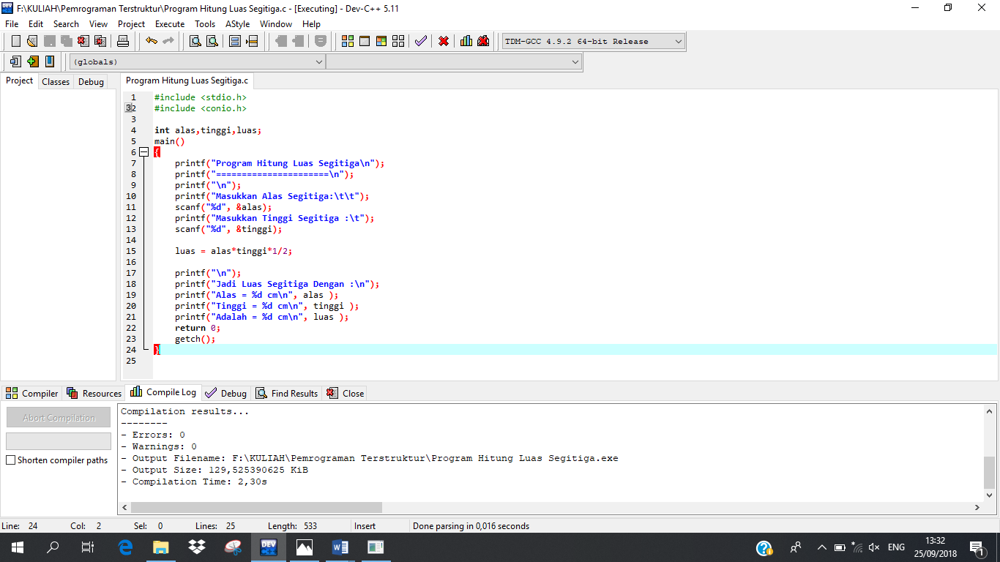 F:\KULIAH\Pemrograman Terstruktur\Program Hitung Luas Segitiga.c - [Executing] - Dev-C++ 5.11
File Edit Search View Project Execute Tools AStyle Window Help
TDM-GCC 4.9.2 64-bit Release
(globals)
Project Classes Debug
Program Hitung Luas Segitiga.c
1 #include <stdio.h>
32 #include <conio.h>
3
4 int alas,tinggi,luas;
5 main()
6 {
7 printf("Program Hitung Luas Segitiga\n");
8 printf("======================\n");
9 printf("\n");
10 printf("Masukkan Alas Segitiga:\t\t");
11 scanf("%d", &alas);
12 printf("Masukkan Tinggi Segitiga :\t");
13 scanf("%d", &tinggi);
14
15 luas = alas*tinggi*1/2;
16
17 printf("\n");
18 printf("Jadi Luas Segitiga Dengan :\n");
19 printf("Alas = %d cm\n", alas );
20 printf("Tinggi = %d cm\n", tinggi );
21 printf("Adalah = %d cm\n", luas );
22 return 0;
23 getch();
24 }
25
Compiler Resources Compile Log Debug Find Results Close
Abort Compilation
Shorten compiler paths
Compilation results...
--------
- Errors: 0
- Warnings: 0
- Output Filename: F:\KULIAH\Pemrograman Terstruktur\Program Hitung Luas Segitiga.exe
- Output Size: 129,525390625 KiB
- Compilation Time: 2,30s
Line: 24 Col: 2 Sel: 0 Lines: 25 Length: 533 Insert Done parsing in 0,016 seconds
DEV
ENG
13:32
25/09/2018
1